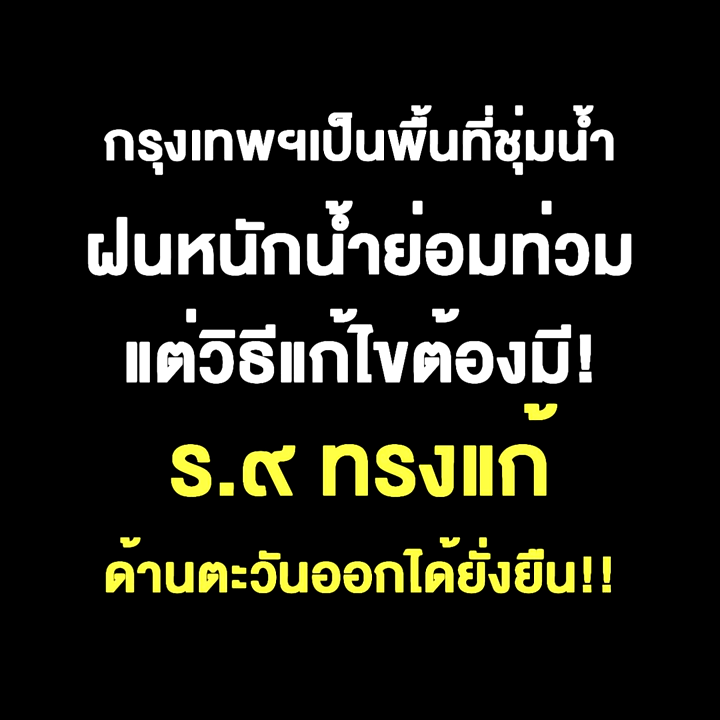 กรุงเทพฯเป็นพื้นที่ชุ่มน้ำ
ฝนหนักน้ำย่อมท่วม
แต่วิธีแก้ไขต้องมี!
ร.๙ ทรงแก้
ด้านตะวันออกได้ยั่งยืน!!